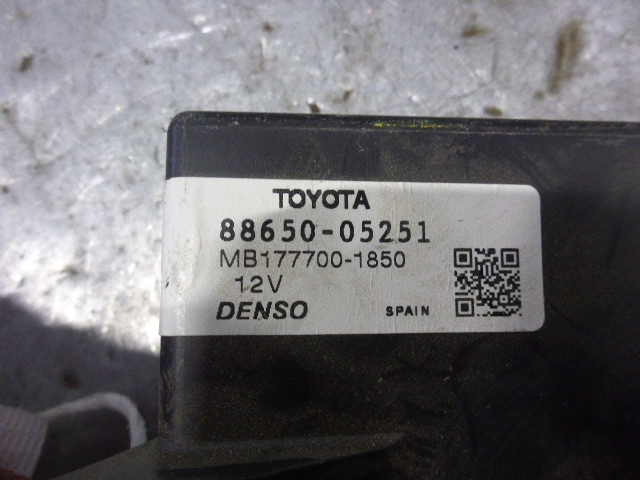 TOYOTA
88650-05251
MB177700-1850
12V
DENSO SPAIN